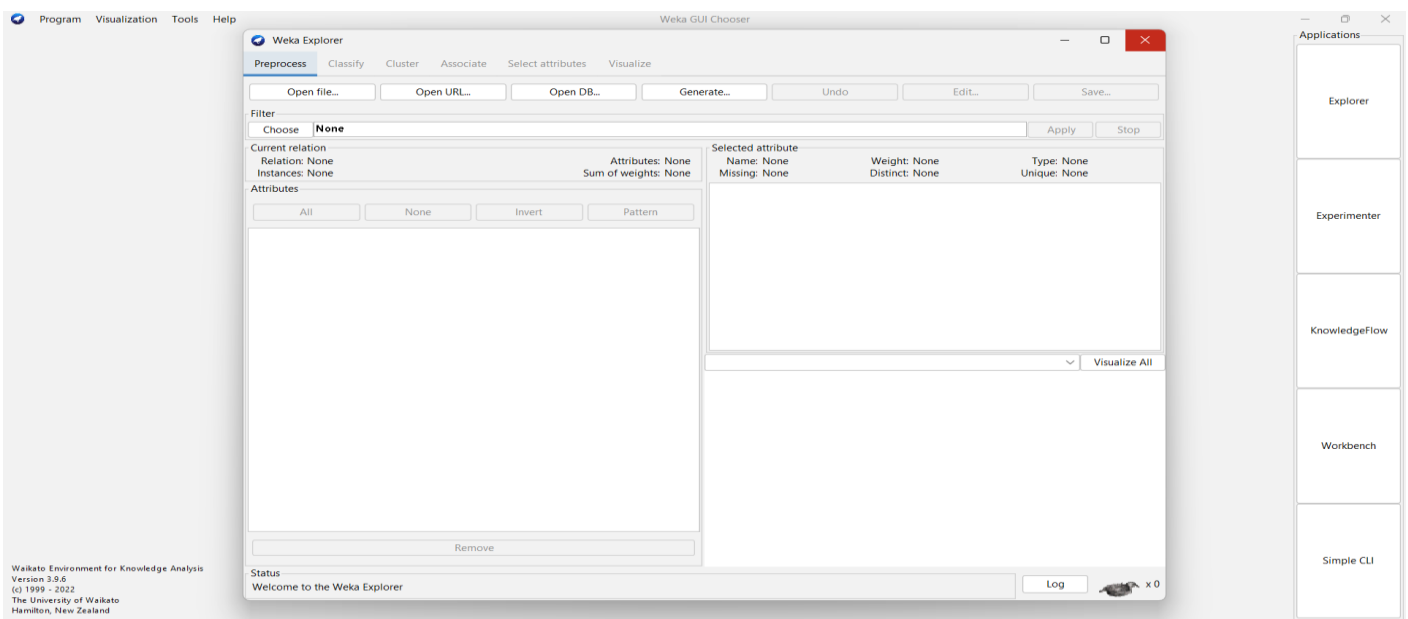 Program Visualization Tools Help
Weka GUI Chooser
Applications
Weka Explorer
Preprocess Classify Cluster Associate Select attributes Visualize
Open file... Open URL... Open DB... Generate... Undo Edit... Save...
Filter
Choose None Apply Stop
Current relation
Relation: None Attributes: None
Instances: None Sum of weights: None
Selected attribute
Name: None Weight: None Type: None
Missing: None Distinct: None Unique: None
Attributes
All None Invert Pattern
Visualize All
Remove
Status
Welcome to the Weka Explorer
Log x 0
Explorer
Experimenter
KnowledgeFlow
Workbench
Simple CLI
Waikato Environment for Knowledge Analysis
Version 3.9.6
(c) 1999 - 2022
The University of Waikato
Hamilton, New Zealand